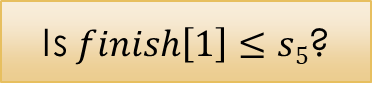 Is finish[1] ≤ s₅?